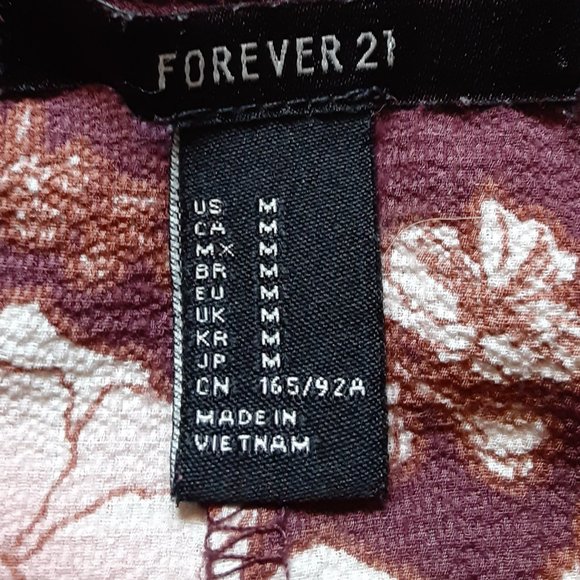 FOREVER 21
US M
CA M
MX M
BR M
EU M
UK M
KR M
JP M
CN 165/92A
MADE IN
VIETNAM